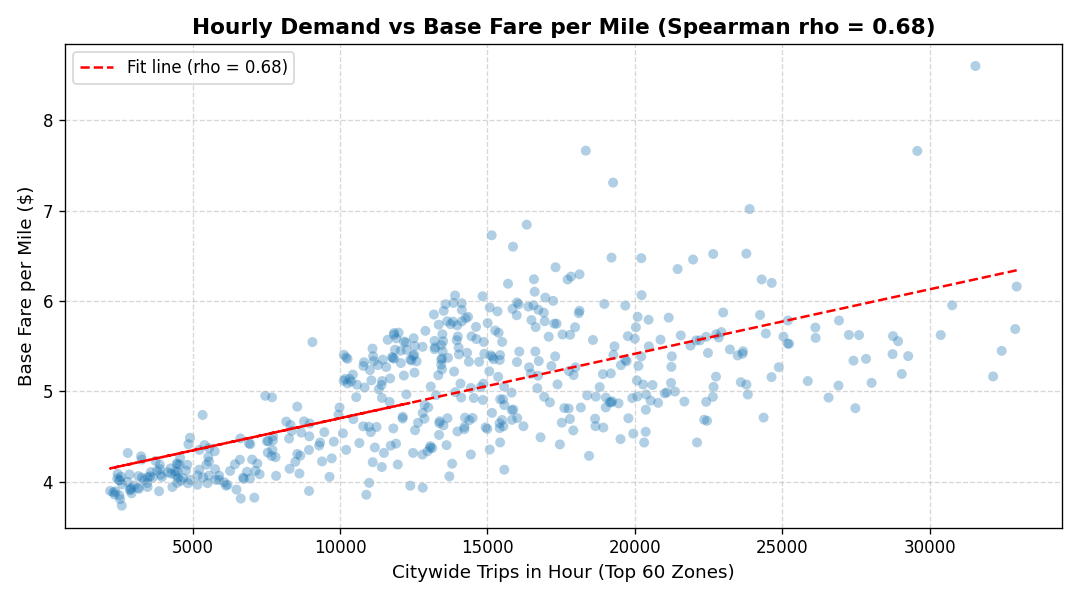 Hourly Demand vs Base Fare per Mile (Spearman rho = 0.68)
Fit line (rho = 0.68)
8
7
6
5
4
Base Fare per Mile ($)
5000 10000 15000 20000 25000 30000
Citywide Trips in Hour (Top 60 Zones)